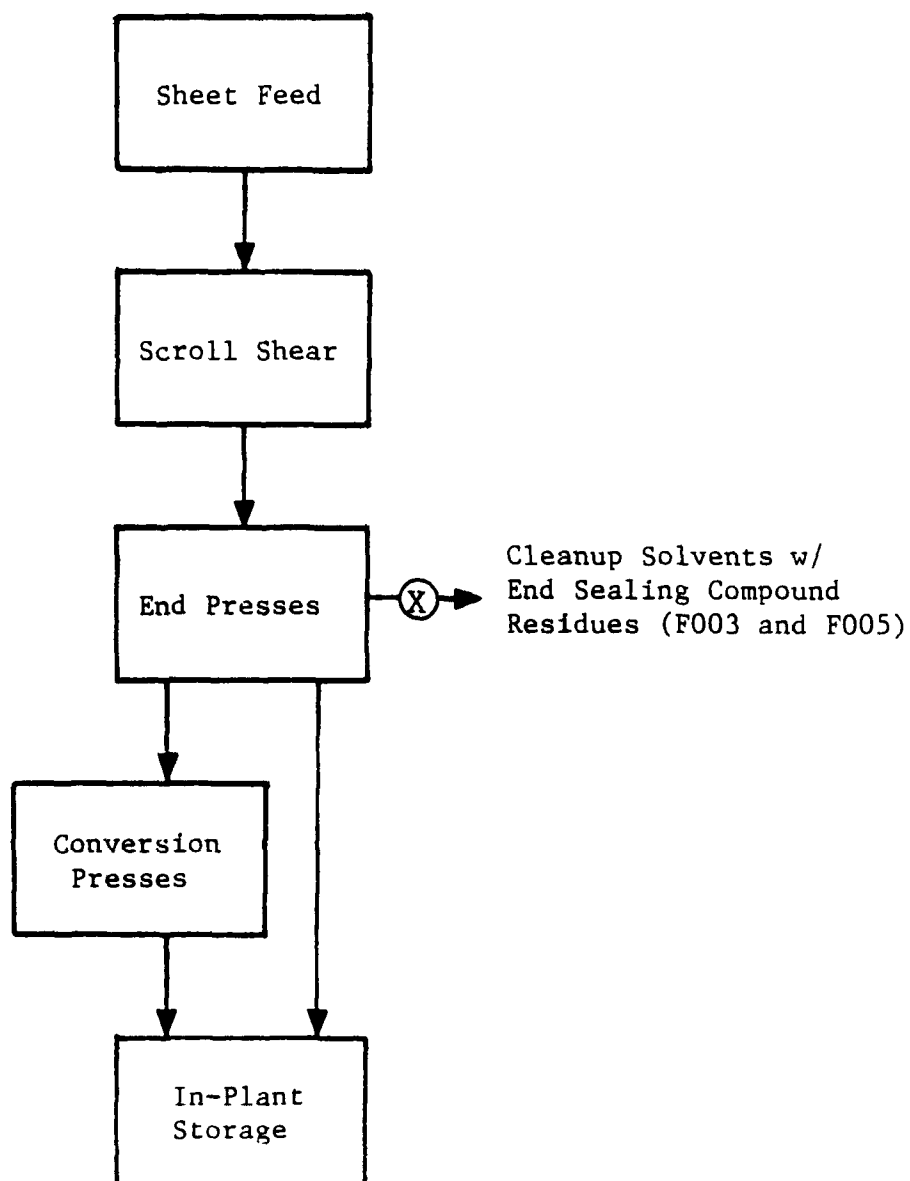 Sheet Feed
Scroll Shear
End Presses
X
Cleanup Solvents w/
End Sealing Compound
Residues (F003 and F005)
Conversion
Presses
In-Plant
Storage